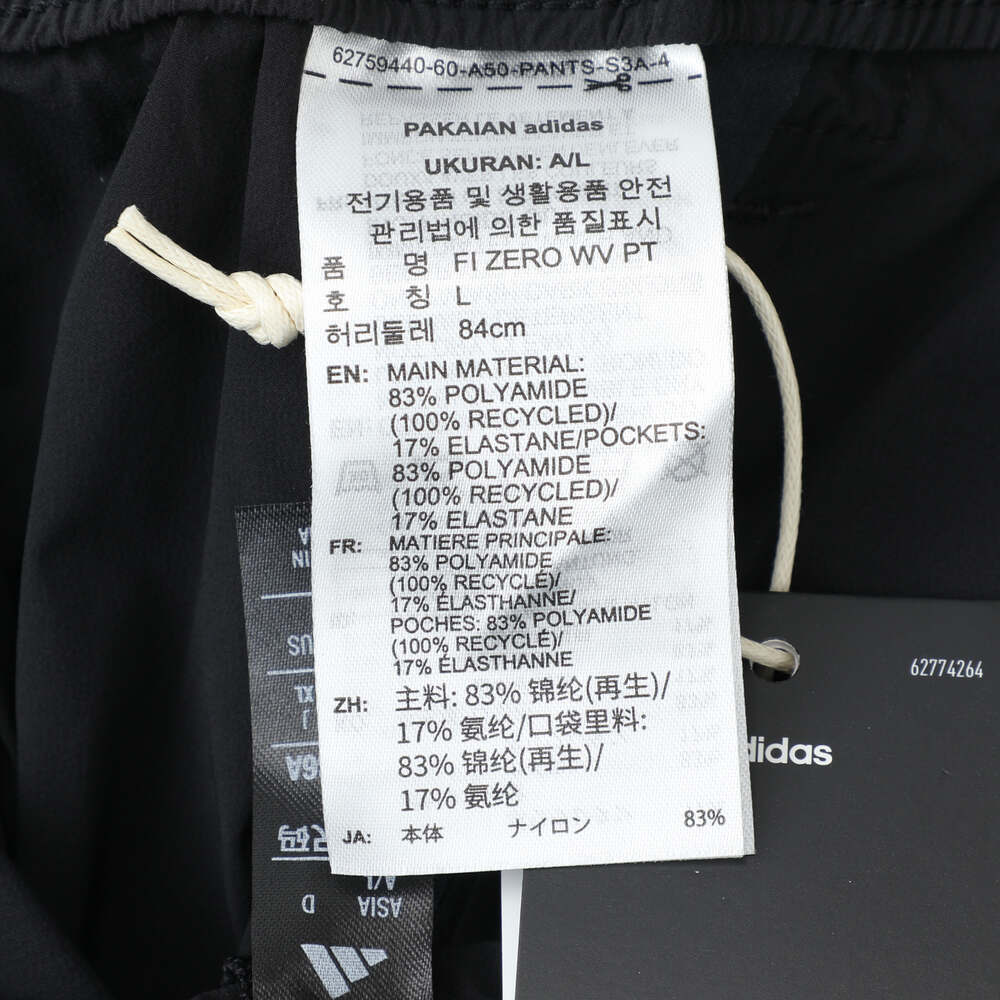 62759440-60-A50-PANTS-S3A-4
PAKAIAN adidas
UKURAN: A/L
전기용품 및 생활용품 안전
관리법에 의한 품질표시
품 명 FI ZERO WV PT
호 칭 L
허리둘레 84cm
EN: MAIN MATERIAL:
83% POLYAMIDE
(100% RECYCLED)/
17% ELASTANE/POCKETS:
83% POLYAMIDE
(100% RECYCLED)/
17% ELASTANE
FR: MATIERE PRINCIPALE:
83% POLYAMIDE
(100% RECYCLÉ)/
17% ÉLASTHANNE/
POCHES: 83% POLYAMIDE
(100% RECYCLÉ)/
17% ÉLASTHANNE
ZH: 主料: 83% 锦纶(再生)/
17% 氨纶/口袋里料:
83% 锦纶(再生)/
17% 氨纶
JA: 本体 ナイロン 83%
62774264
didas
ASIA D
A/L
US